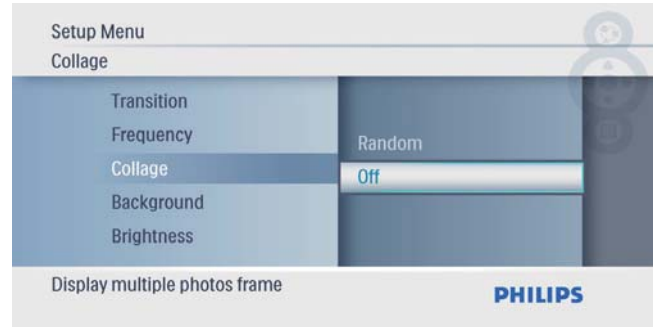 Setup Menu
Collage
Transition
Frequency
Collage
Background
Brightness
Random
Off
Display multiple photos frame
PHILIPS